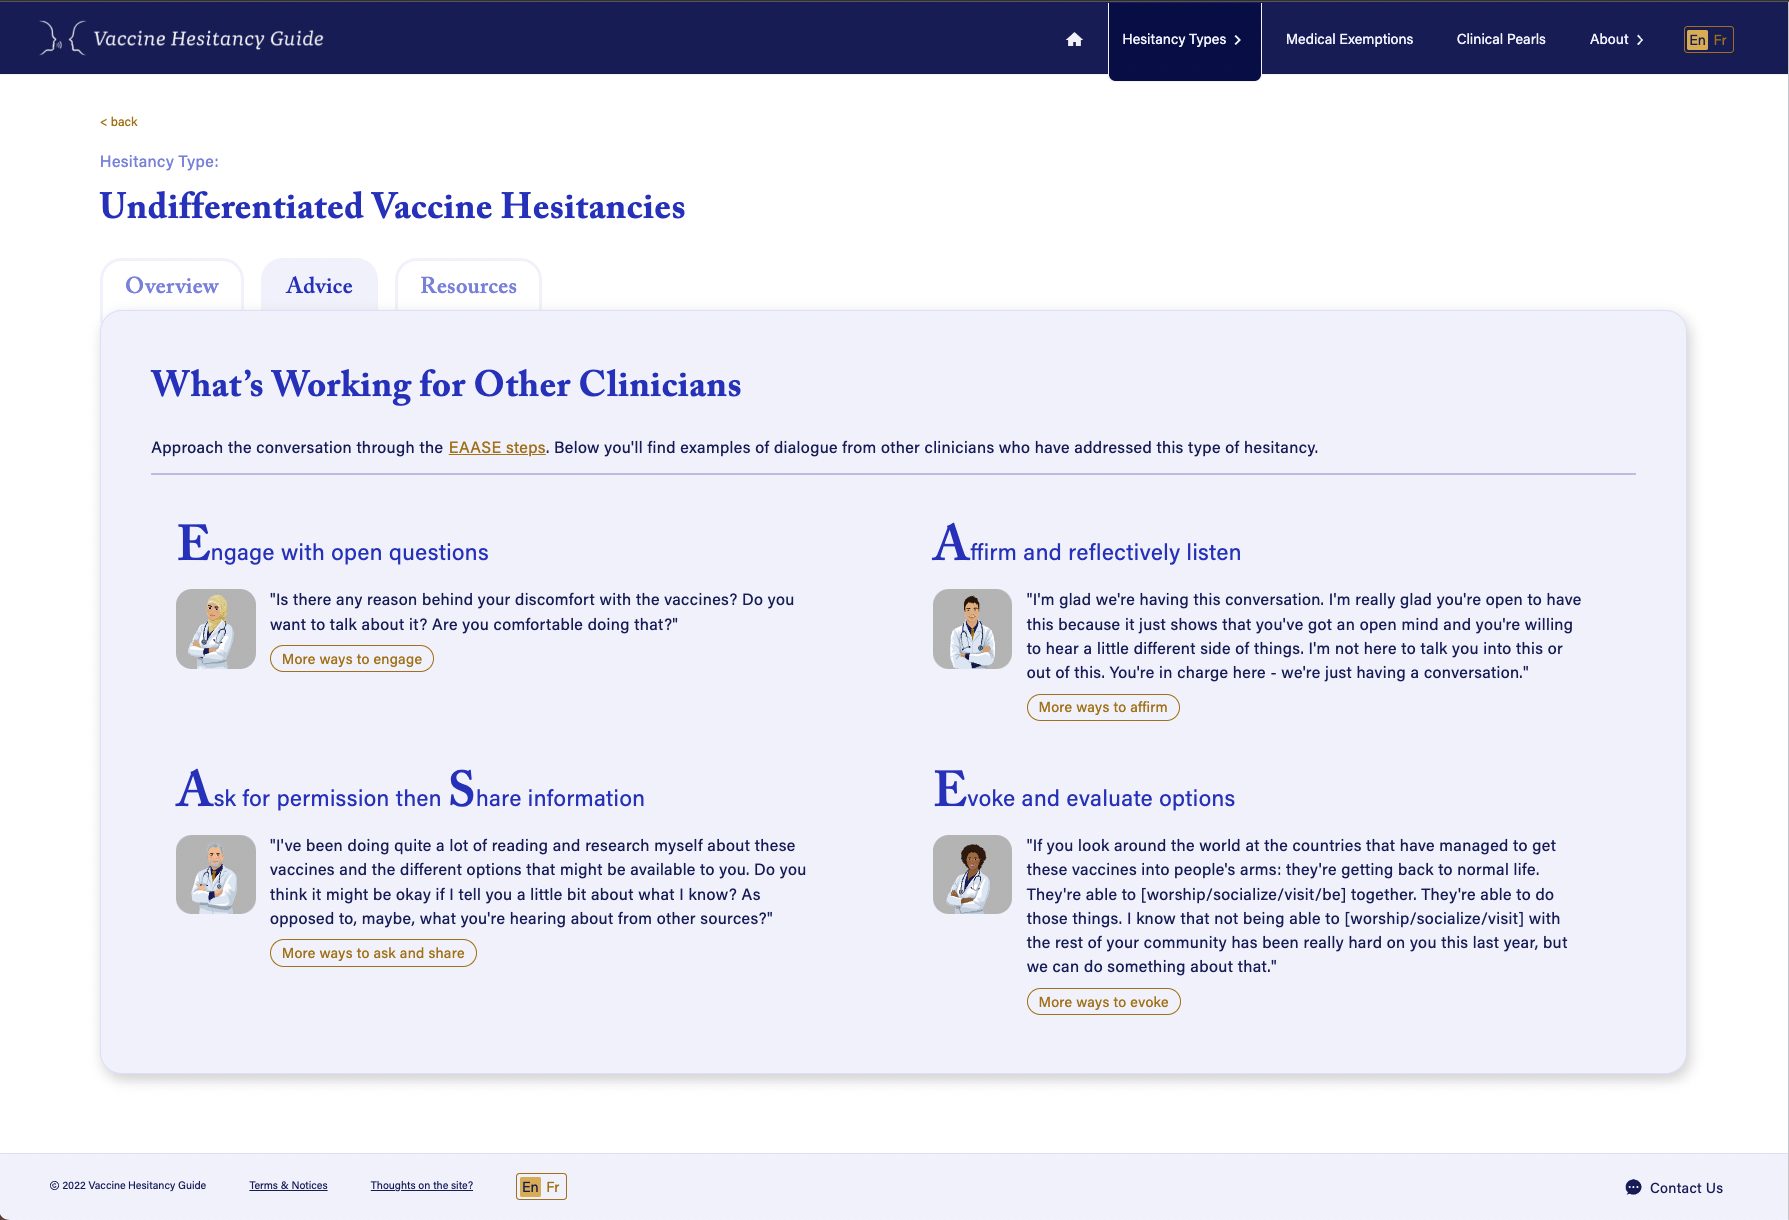 Vaccine Hesitancy Guide
Hesitancy Types >
Medical Exemptions
Clinical Pearls
About >
En Fr
< back
Hesitancy Type:
Undifferentiated Vaccine Hesitancies
Overview
Advice
Resources
What’s Working for Other Clinicians
Approach the conversation through the EAASE steps. Below you'll find examples of dialogue from other clinicians who have addressed this type of hesitancy.
Engage with open questions
"Is there any reason behind your discomfort with the vaccines? Do you
want to talk about it? Are you comfortable doing that?"
More ways to engage
Affirm and reflectively listen
"I'm glad we're having this conversation. I'm really glad you're open to have
this because it just shows that you've got an open mind and you're willing
to hear a little different side of things. I'm not here to talk you into this or
out of this. You're in charge here - we're just having a conversation."
More ways to affirm
Ask for permission then Share information
"I've been doing quite a lot of reading and research myself about these
vaccines and the different options that might be available to you. Do you
think it might be okay if I tell you a little bit about what I know? As
opposed to, maybe, what you're hearing about from other sources?"
More ways to ask and share
Evoke and evaluate options
"If you look around the world at the countries that have managed to get
these vaccines into people's arms: they're getting back to normal life.
They're able to [worship/socialize/visit/be] together. They're able to do
those things. I know that not being able to [worship/socialize/visit] with
the rest of your community has been really hard on you this last year, but
we can do something about that."
More ways to evoke
© 2022 Vaccine Hesitancy Guide
Terms & Notices
Thoughts on the site?
En Fr
Contact Us